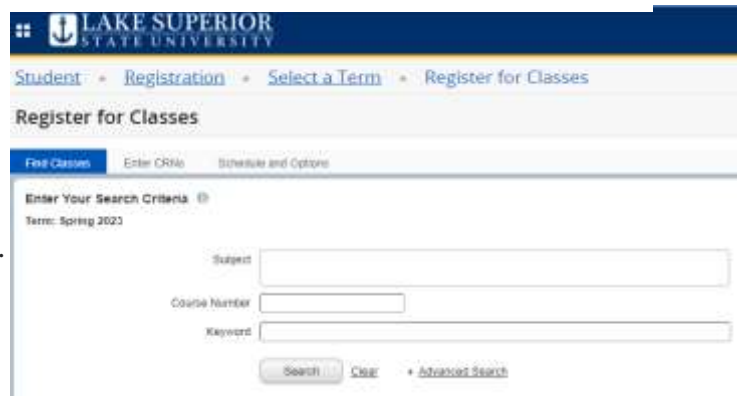 LAKE SUPERIOR
STATE UNIVERSITY
Student • Registration • Select a Term • Register for Classes
Register for Classes
Find Classes Enter CRNs Schedule and Options
Enter Your Search Criteria
Term: Spring 2023
Subject
Course Number
Keyword
Search Clear Advanced Search